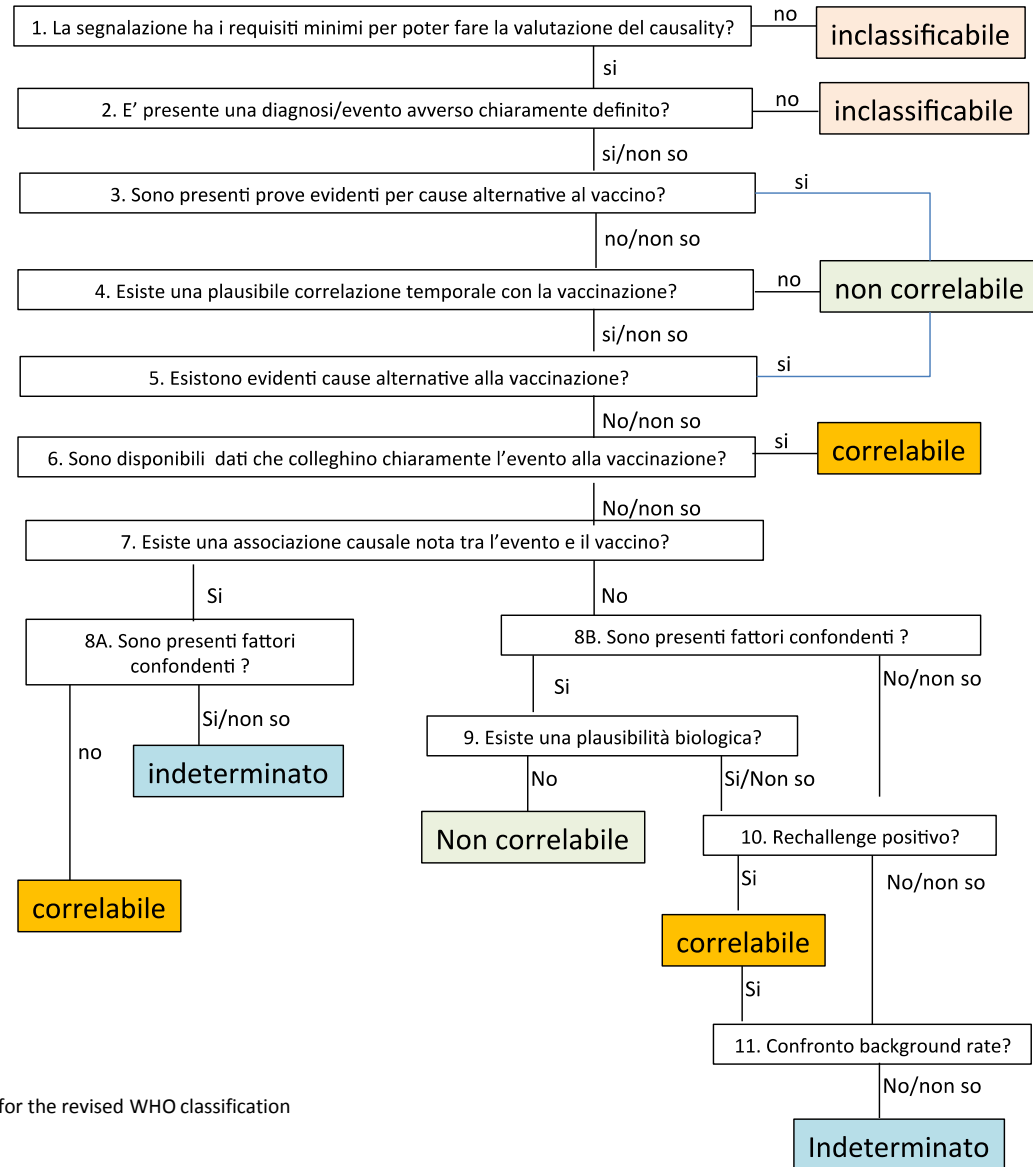 1. La segnalazione ha i requisiti minimi per poter fare la valutazione del causality?
no
inclassificabile
si
2. E’ presente una diagnosi/evento avverso chiaramente definito?
no
inclassificabile
si/non so
3. Sono presenti prove evidenti per cause alternative al vaccino?
si
no/non so
4. Esiste una plausibile correlazione temporale con la vaccinazione?
no
non correlabile
si/non so
5. Esistono evidenti cause alternative alla vaccinazione?
si
No/non so
6. Sono disponibili dati che colleghino chiaramente l’evento alla vaccinazione?
si
correlabile
No/non so
7. Esiste una associazione causale nota tra l’evento e il vaccino?
Si
No
8A. Sono presenti fattori
confondenti ?
8B. Sono presenti fattori confondenti ?
Si
No/non so
no
Si/non so
indeterminato
9. Esiste una plausibilità biologica?
No
Si/Non so
Non correlabile
10. Rechallenge positivo?
Si
No/non so
correlabile
correlabile
Si
11. Confronto background rate?
No/non so
for the revised WHO classification
Indeterminato